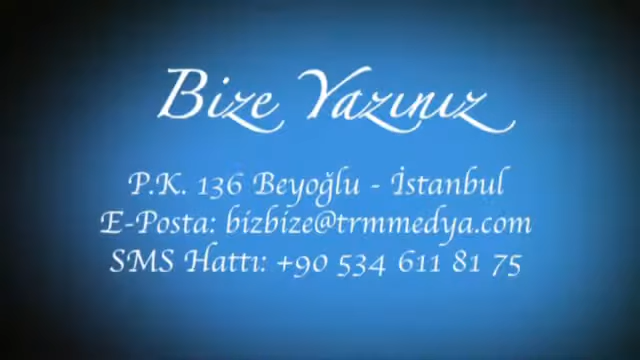 Bize Yazınız
P.K. 136 Beyoğlu - İstanbul
E-Posta: bizbize@trmmedya.com
SMS Hattı: +90 534 611 81 75